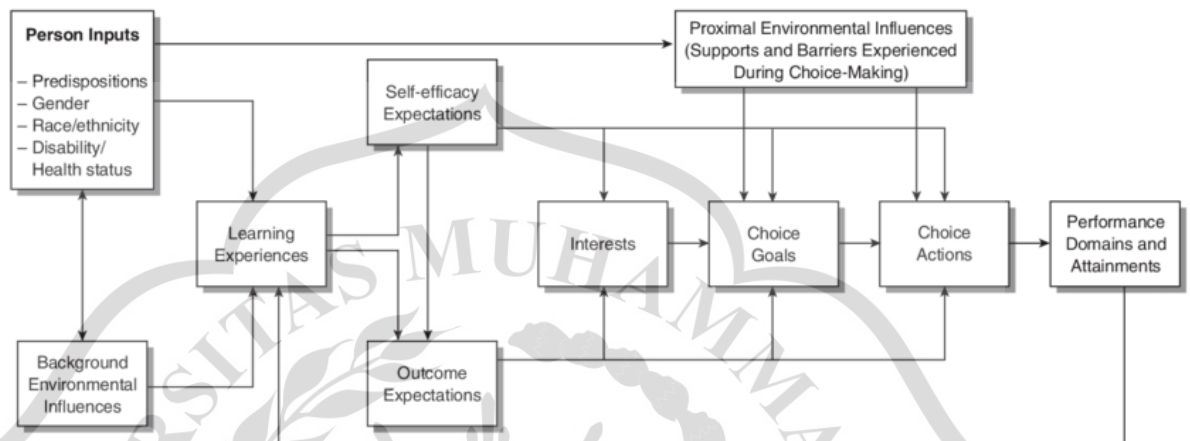 Person Inputs
– Predispositions
– Gender
– Race/ethnicity
– Disability/
Health status
Proximal Environmental Influences
(Supports and Barriers Experienced
During Choice-Making)
Self-efficacy
Expectations
Learning
Experiences
Interests
Choice
Goals
Choice
Actions
Performance
Domains and
Attainments
Background
Environmental
Influences
Outcome
Expectations
RSITAS MUHAMMA